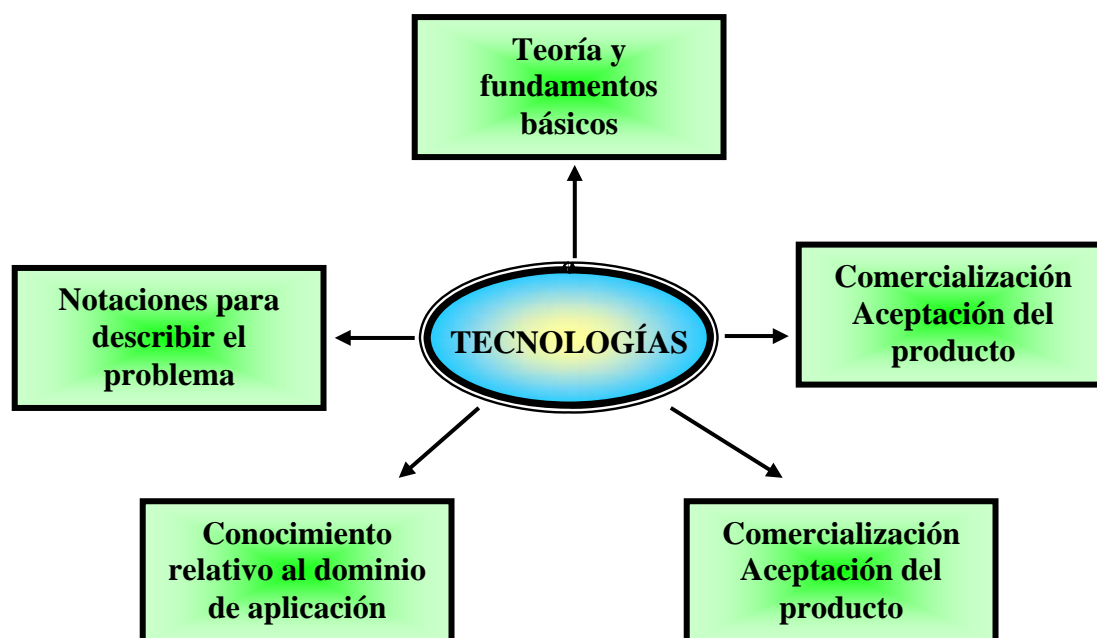 Teoría y
fundamentos
básicos
Notaciones para
describir el
problema
TECNOLOGÍAS
Comercialización
Aceptación del
producto
Conocimiento
relativo al dominio
de aplicación
Comercialización
Aceptación del
producto